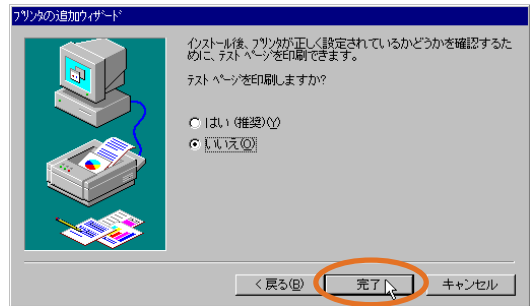 プリンタの追加ウィザード
インストール後、プリンタが正しく設定されているかどうかを確認するた
めに、テスト ページを印刷できます。
テスト ページを印刷しますか?
はい (推奨)(Y)
いいえ(O)
< 戻る(B)
完了
キャンセル